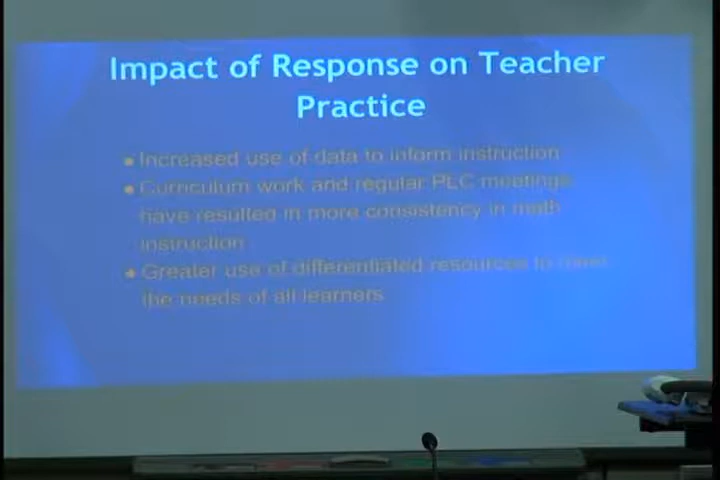 Impact of Response on Teacher
Practice
• Increased use of data to inform instruction
• Curriculum work and regular PLC meetings
have resulted in more consistency in math
instruction
• Greater use of differentiated resources to meet
the needs of all learners